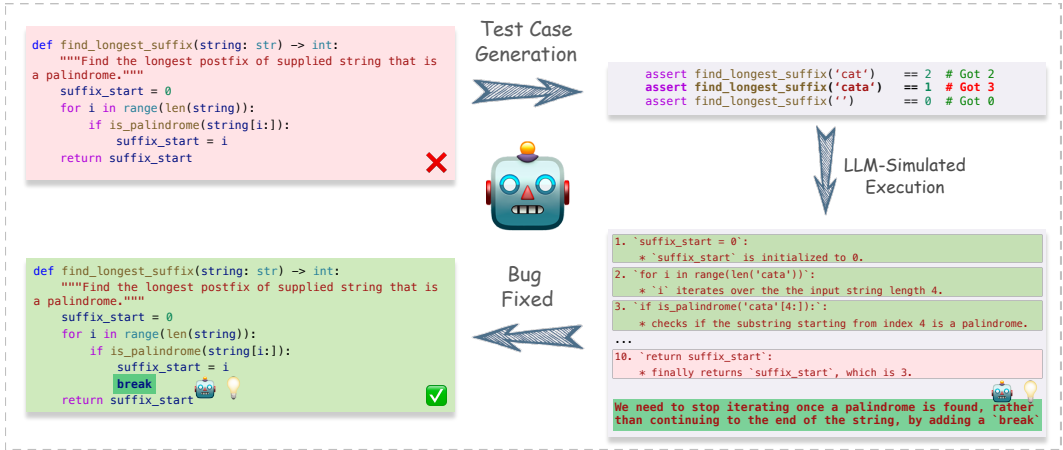 def find_longest_suffix(string: str) -> int:
    """Find the longest postfix of supplied string that is
a palindrome."""
    suffix_start = 0
    for i in range(len(string)):
        if is_palindrome(string[i:]):
            suffix_start = i
    return suffix_start
Test Case
Generation
assert find_longest_suffix(‘cat‘) == 2 # Got 2
assert find_longest_suffix(‘cata‘) == 1 # Got 3
assert find_longest_suffix(‘’) == 0 # Got 0
LLM-Simulated
Execution
1. `suffix_start = 0`:
    * `suffix_start` is initialized to 0.
2. `for i in range(len('cata'))`:
    * `i` iterates over the the input string length 4.
3. `if is_palindrome('cata'[4:]):`:
    * checks if the substring starting from index 4 is a palindrome.
...
10. `return suffix_start`:
    * finally returns `suffix_start`, which is 3.
We need to stop iterating once a palindrome is found, rather
than continuing to the end of the string, by adding a `break`
Bug
Fixed
def find_longest_suffix(string: str) -> int:
    """Find the longest postfix of supplied string that is
a palindrome."""
    suffix_start = 0
    for i in range(len(string)):
        if is_palindrome(string[i:]):
            suffix_start = i
            break
    return suffix_start